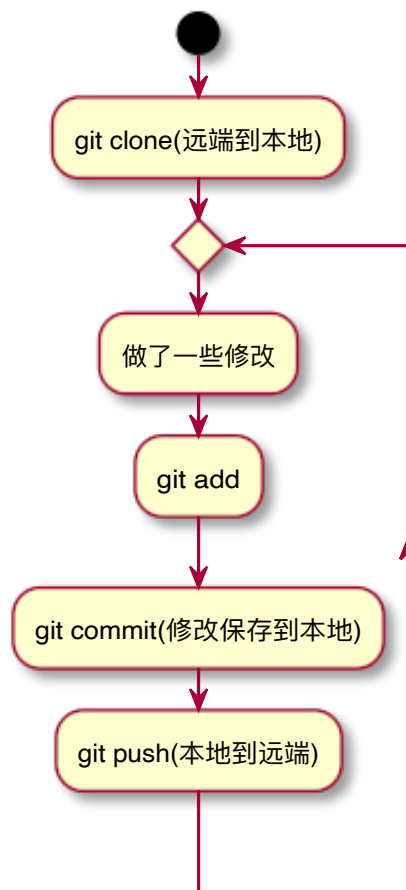 git clone(远端到本地)
做了一些修改
git add
git commit(修改保存到本地)
git push(本地到远端)